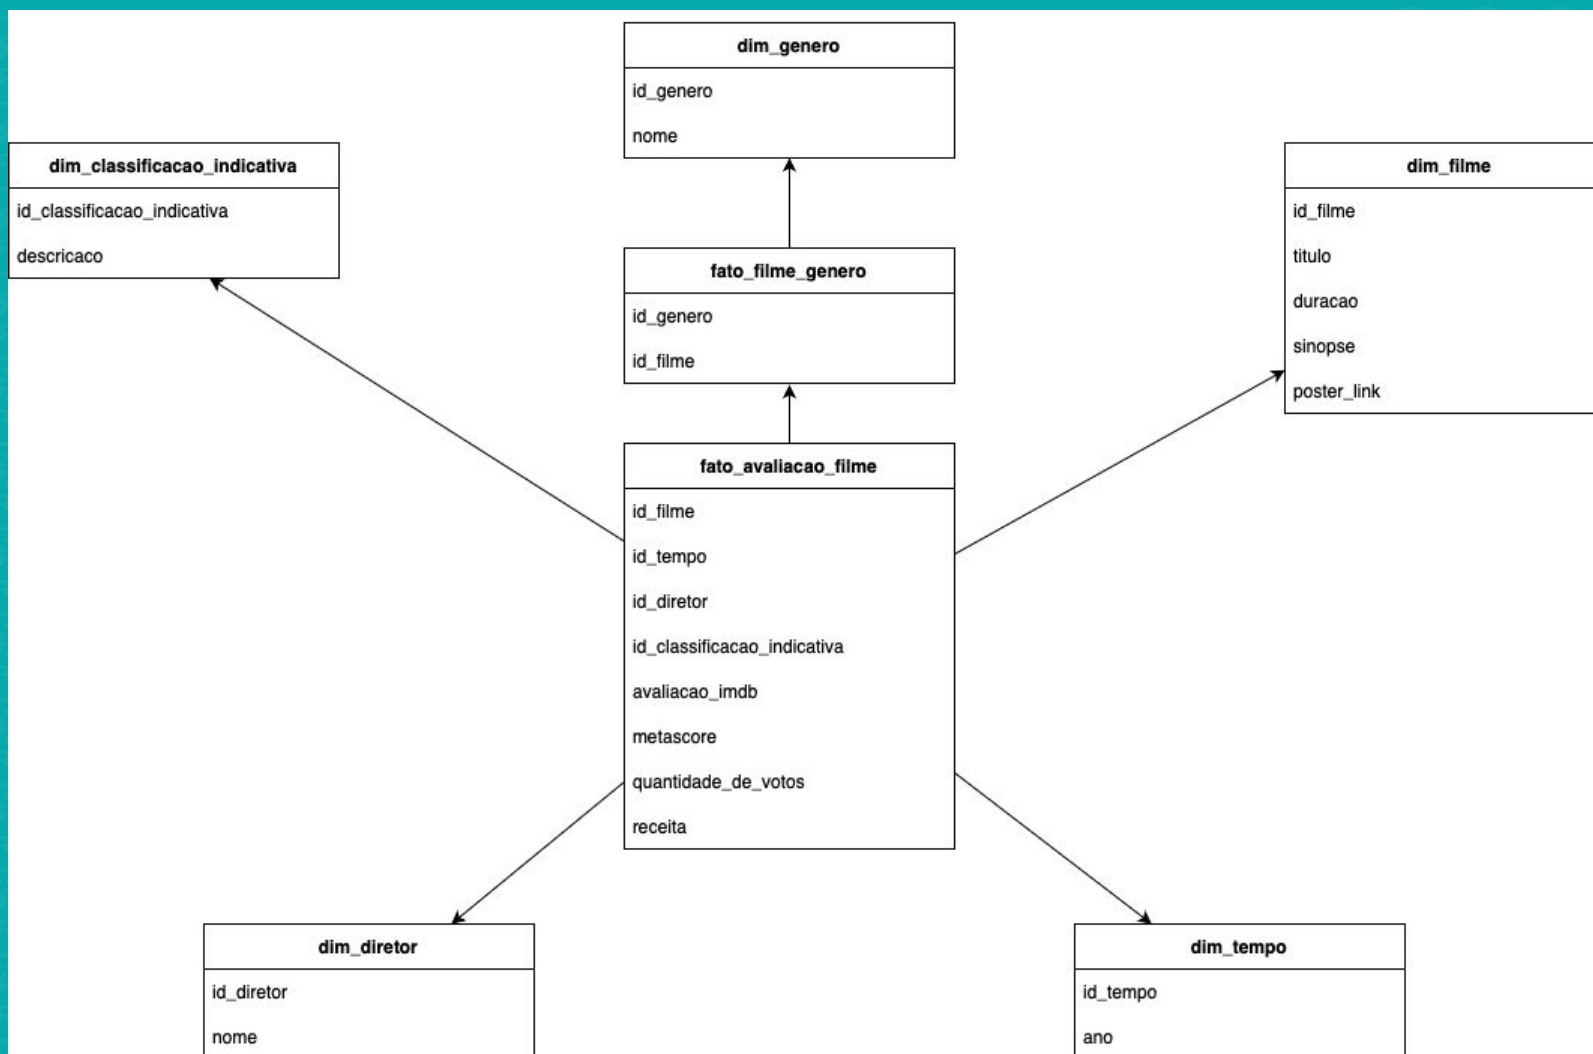 dim_genero
id_genero
nome
dim_classificacao_indicativa
id_classificacao_indicativa
descricaco
dim_filme
id_filme
titulo
duracao
sinopse
poster_link
fato_filme_genero
id_genero
id_filme
fato_avaliacao_filme
id_filme
id_tempo
id_diretor
id_classificacao_indicativa
avaliacao_imdb
metascore
quantidade_de_votos
receita
dim_diretor
id_diretor
nome
dim_tempo
id_tempo
ano